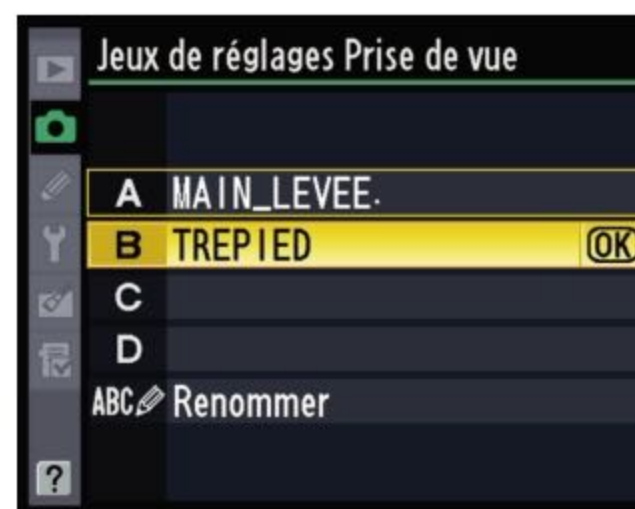 Jeux de réglages Prise de vue
A MAIN_LEVEE.
B TREPIED OK
C
D
ABC Renommer
?